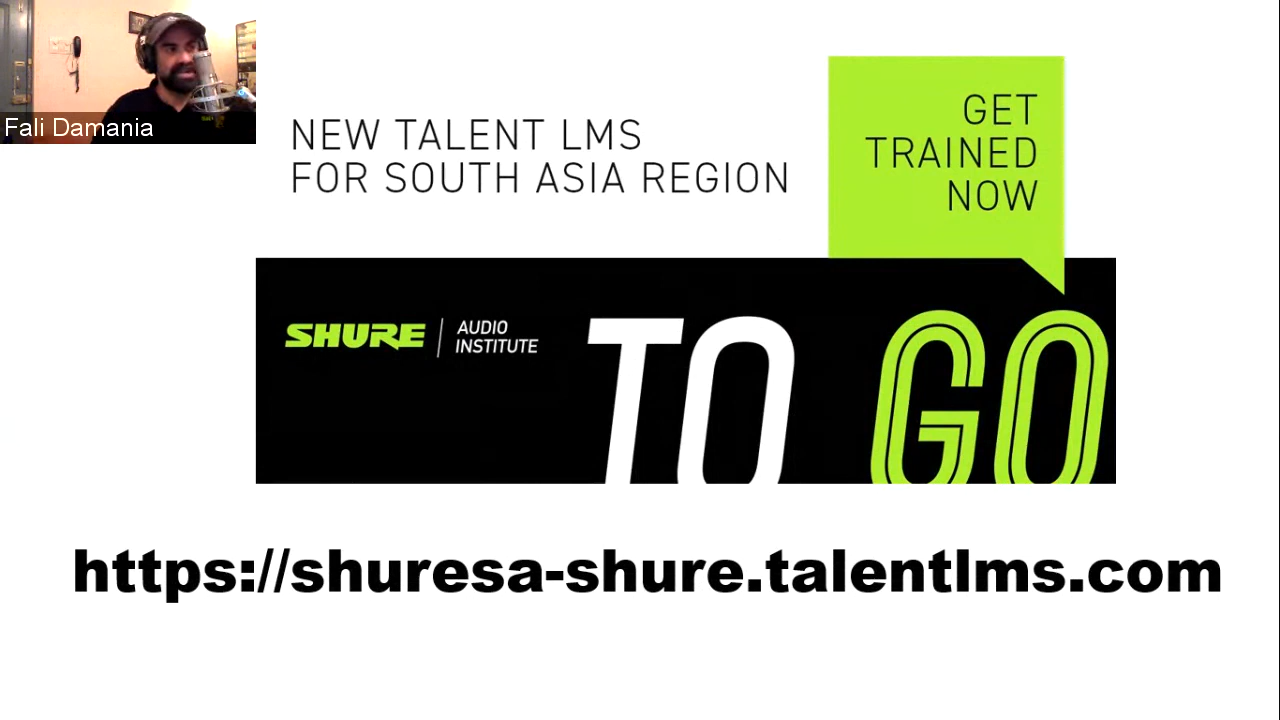 Fali Damania
NEW TALENT LMS
FOR SOUTH ASIA REGION
GET
TRAINED
NOW
SHURE
AUDIO
INSTITUTE
TO GO
https://shuresa-shure.talentlms.com